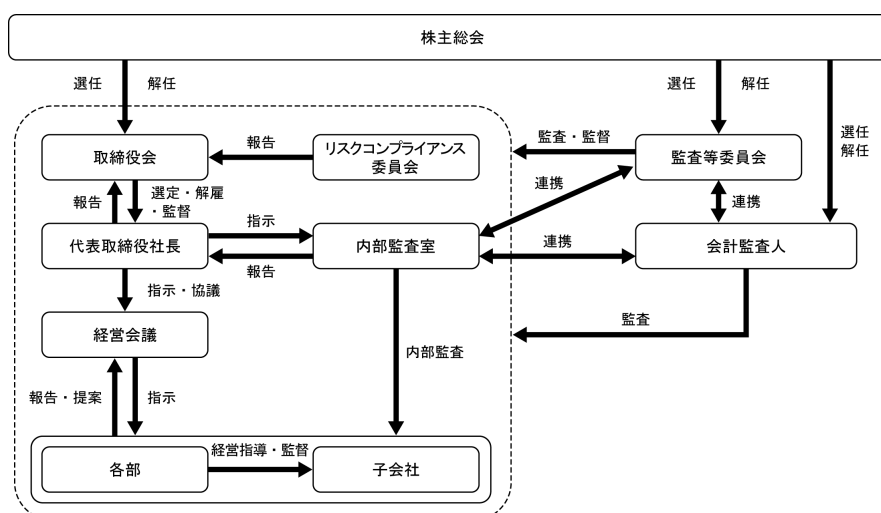 株主総会
選任
解任
選任
解任
選任
解任
取締役会
報告
リスクコンプライアンス
委員会
監査・監督
監査等委員会
報告
選定・解雇
・監督
連携
連携
代表取締役社長
指示
報告
内部監査室
連携
会計監査人
指示・協議
監査
経営会議
内部監査
報告・提案
指示
各部
経営指導・監督
子会社